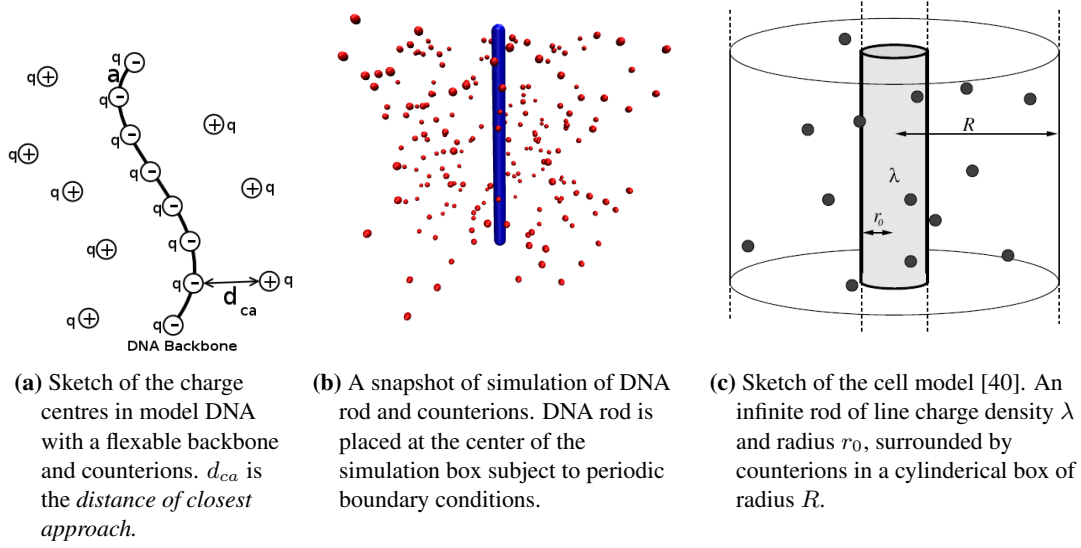 q ⊖
q ⊕
a
q ⊖
⊕ q
q ⊖
q ⊕
q ⊖
⊕ q
q ⊕
q ⊖
q ⊖
q ⊕
q ⊖
⊕ q
d ca
q ⊕
q ⊖
DNA Backbone
R
λ
r₀
(a) Sketch of the charge
centres in model DNA
with a flexable backbone
and counterions. d_ca is
the distance of closest
approach.
(b) A snapshot of simulation of DNA
rod and counterions. DNA rod is
placed at the center of the
simulation box subject to periodic
boundary conditions.
(c) Sketch of the cell model [40]. An
infinite rod of line charge density λ
and radius r₀, surrounded by
counterions in a cylinderical box of
radius R.